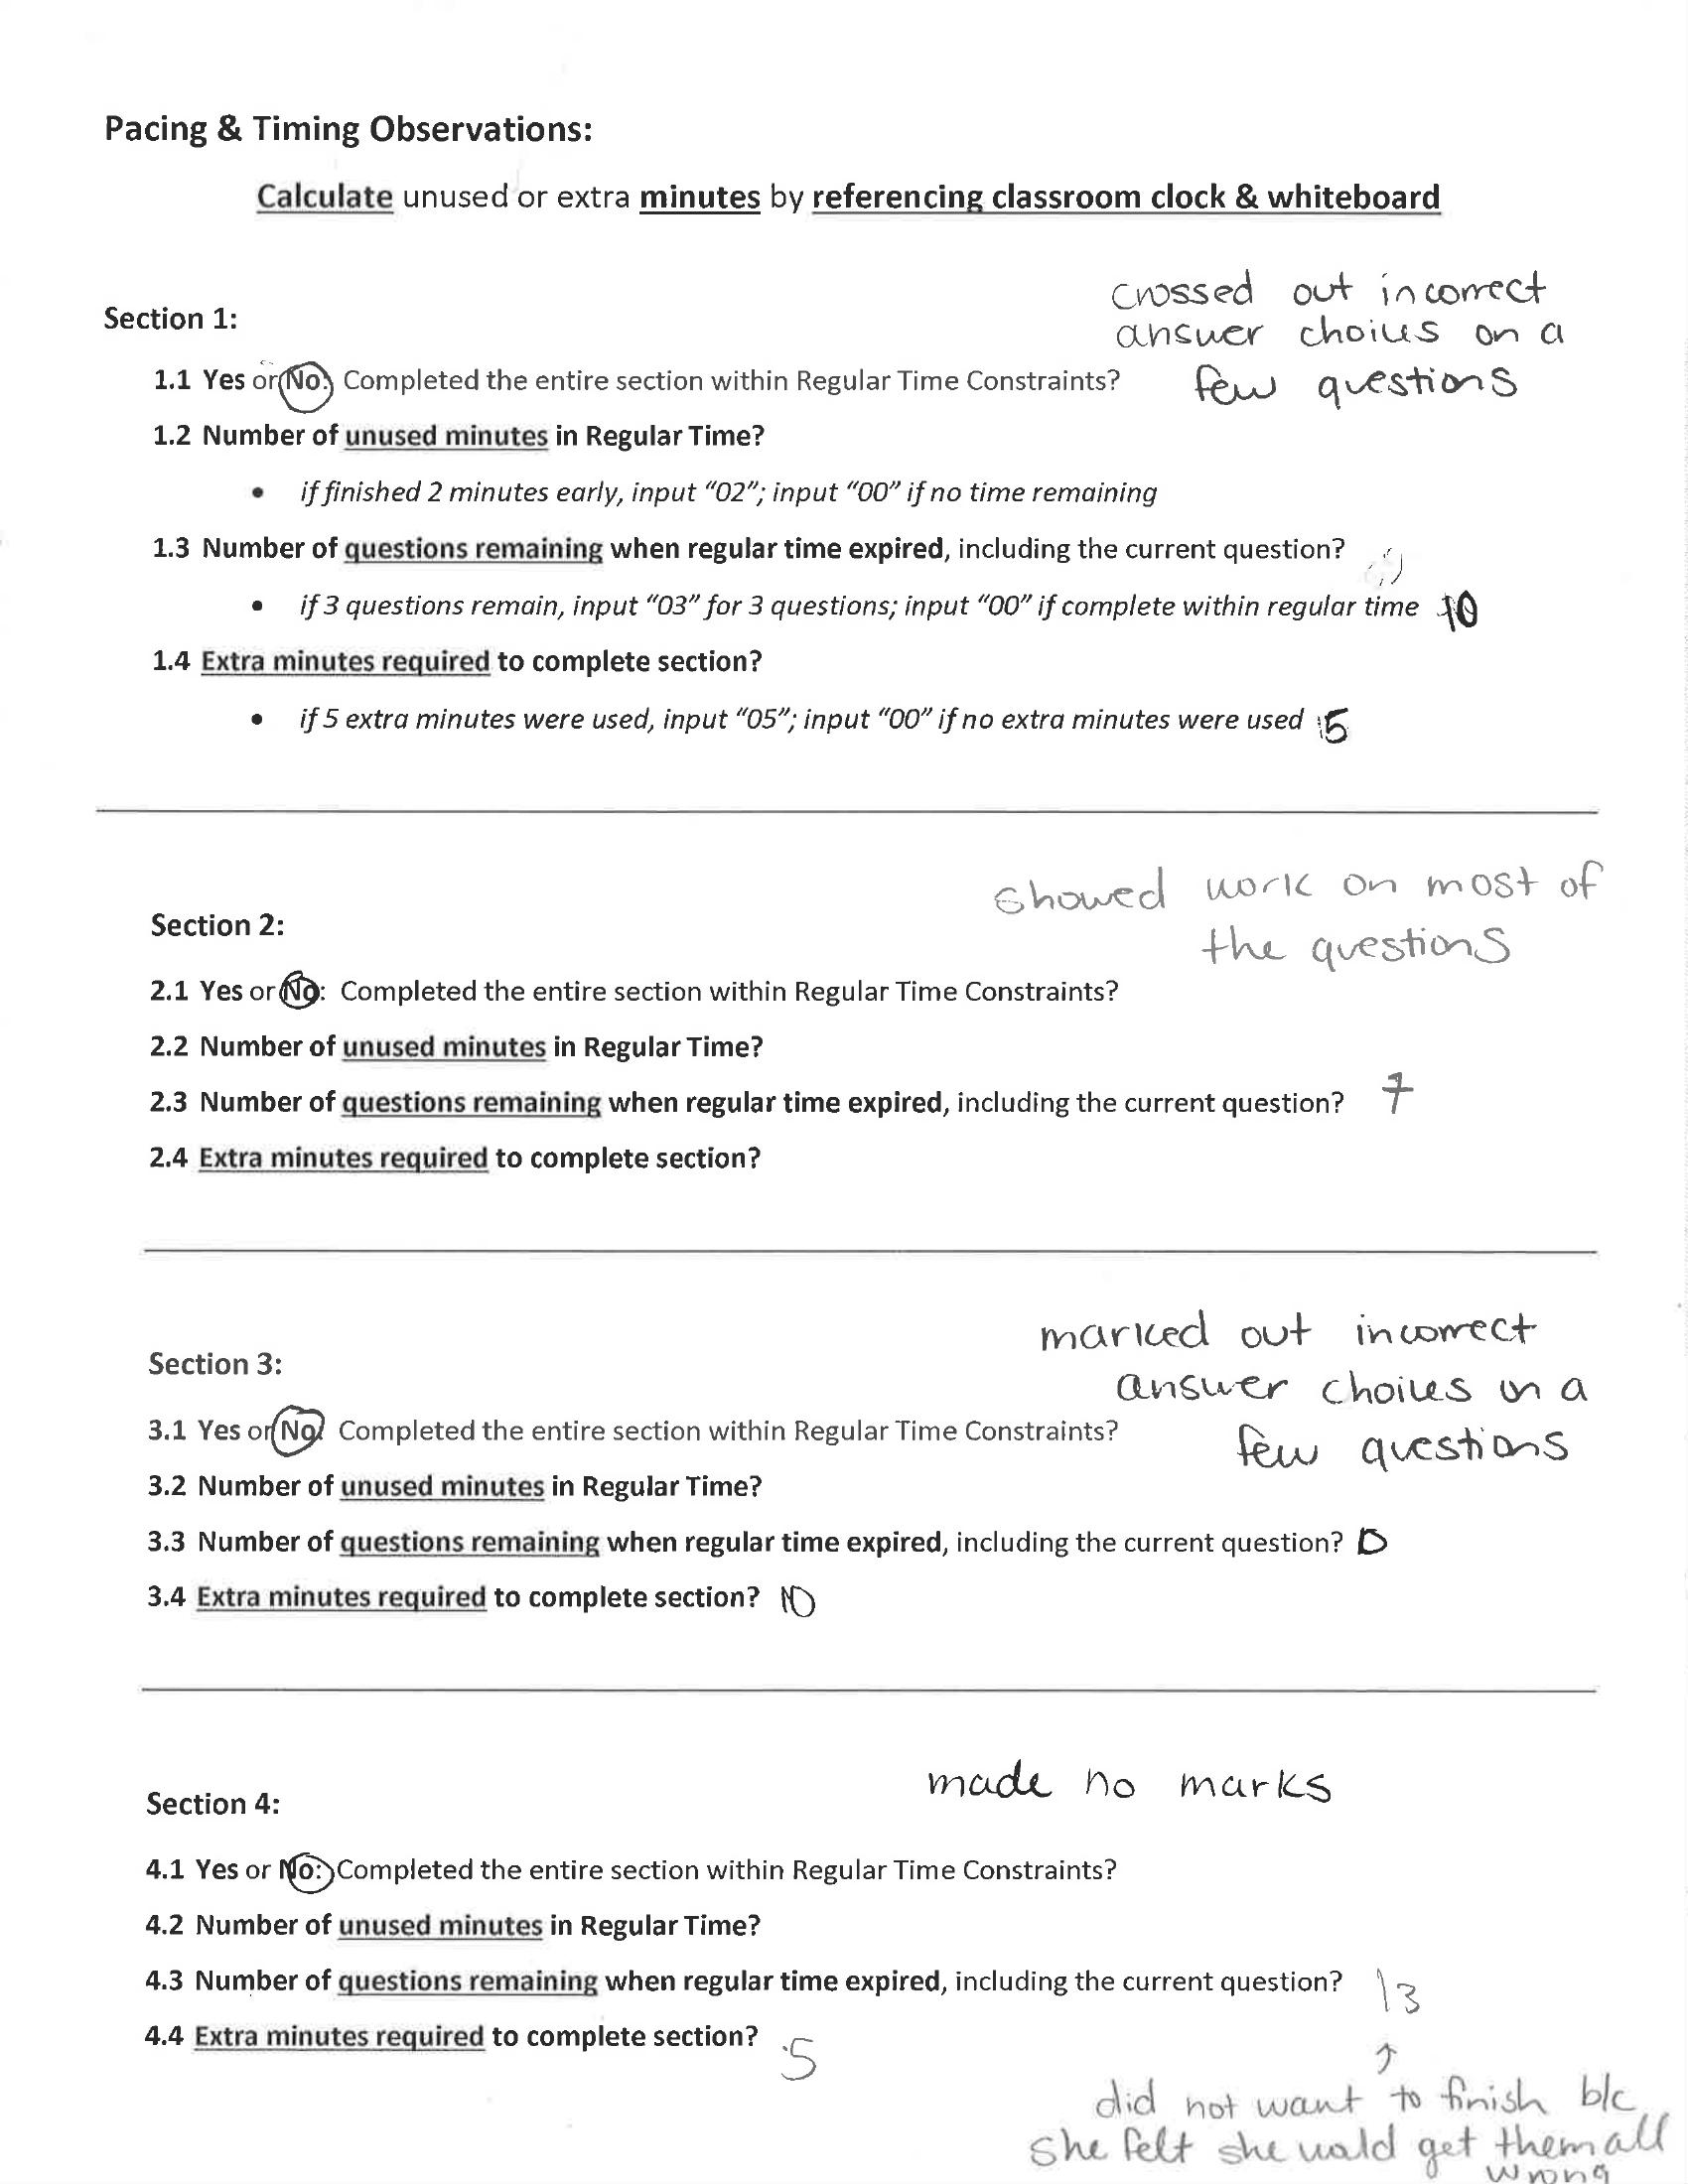 Pacing & Timing Observations:
Calculate unused or extra minutes by referencing classroom clock & whiteboard
crossed out incorrect
answer choices on a
few questions
Section 1:
1.1 Yes or No: Completed the entire section within Regular Time Constraints?
1.2 Number of unused minutes in Regular Time?
• if finished 2 minutes early, input "02"; input "00" if no time remaining
1.3 Number of questions remaining when regular time expired, including the current question?
• if 3 questions remain, input "03" for 3 questions; input "00" if complete within regular time 10
1.4 Extra minutes required to complete section?
• if 5 extra minutes were used, input "05"; input "00" if no extra minutes were used 5
showed work on most of
the questions
Section 2:
2.1 Yes or No: Completed the entire section within Regular Time Constraints?
2.2 Number of unused minutes in Regular Time?
2.3 Number of questions remaining when regular time expired, including the current question? 7
2.4 Extra minutes required to complete section?
marked out incorrect
answer choices on a
few questions
Section 3:
3.1 Yes or No: Completed the entire section within Regular Time Constraints?
3.2 Number of unused minutes in Regular Time?
3.3 Number of questions remaining when regular time expired, including the current question? 0
3.4 Extra minutes required to complete section? 10
made no marks
Section 4:
4.1 Yes or No: Completed the entire section within Regular Time Constraints?
4.2 Number of unused minutes in Regular Time?
4.3 Number of questions remaining when regular time expired, including the current question? 13
4.4 Extra minutes required to complete section? 5
did not want to finish b/c
she felt she would get them all
wrong